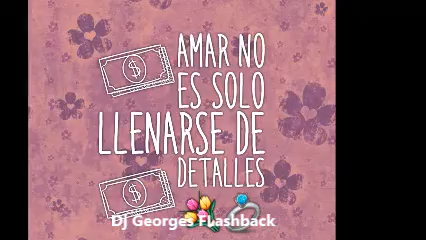 AMAR NO
ES SOLO
LLENARSE DE
DETALLES
DJ Georges Flashback